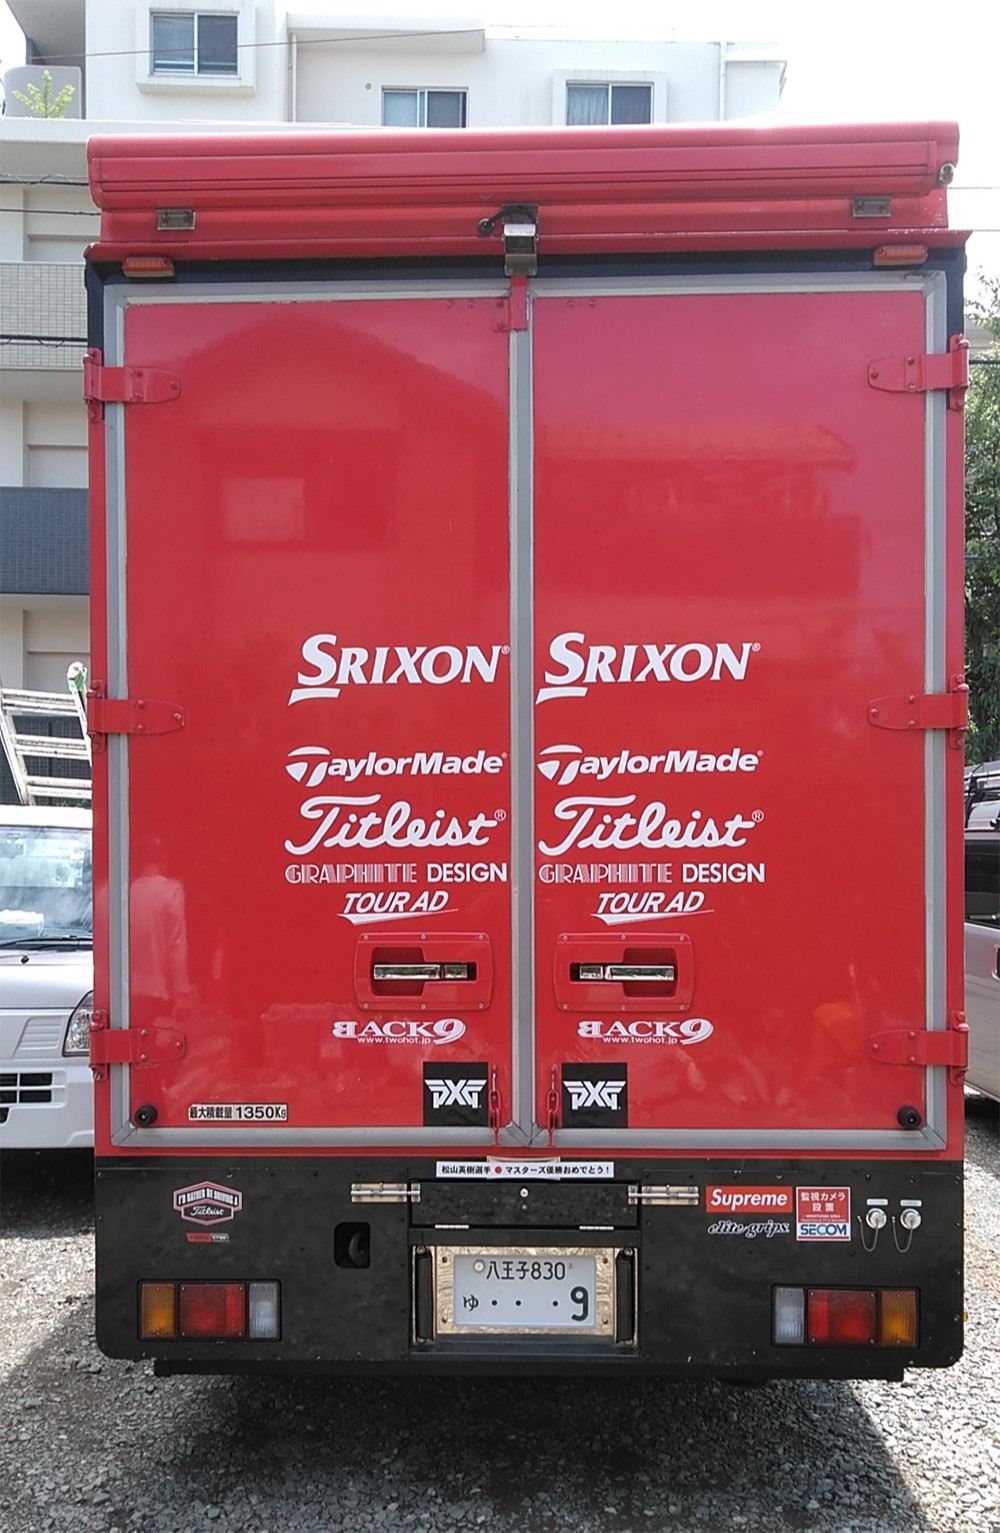 SRIXON® SRIXON®
TaylorMade® TaylorMade®
Titleist® Titleist®
GRAPHITE DESIGN GRAPHITE DESIGN
TOUR AD TOUR AD
BACK9 BACK9
www.twohot.jp www.twohot.jp
PXG PXG
最大積載量 1350Kg
松山英樹選手●マスターズ優勝おめでとう!
I'D RATHER BE DRIVING A
Titleist
Supreme
elite grips
監視カメラ
設置
SECOM
八王子830
ゆ・・・9